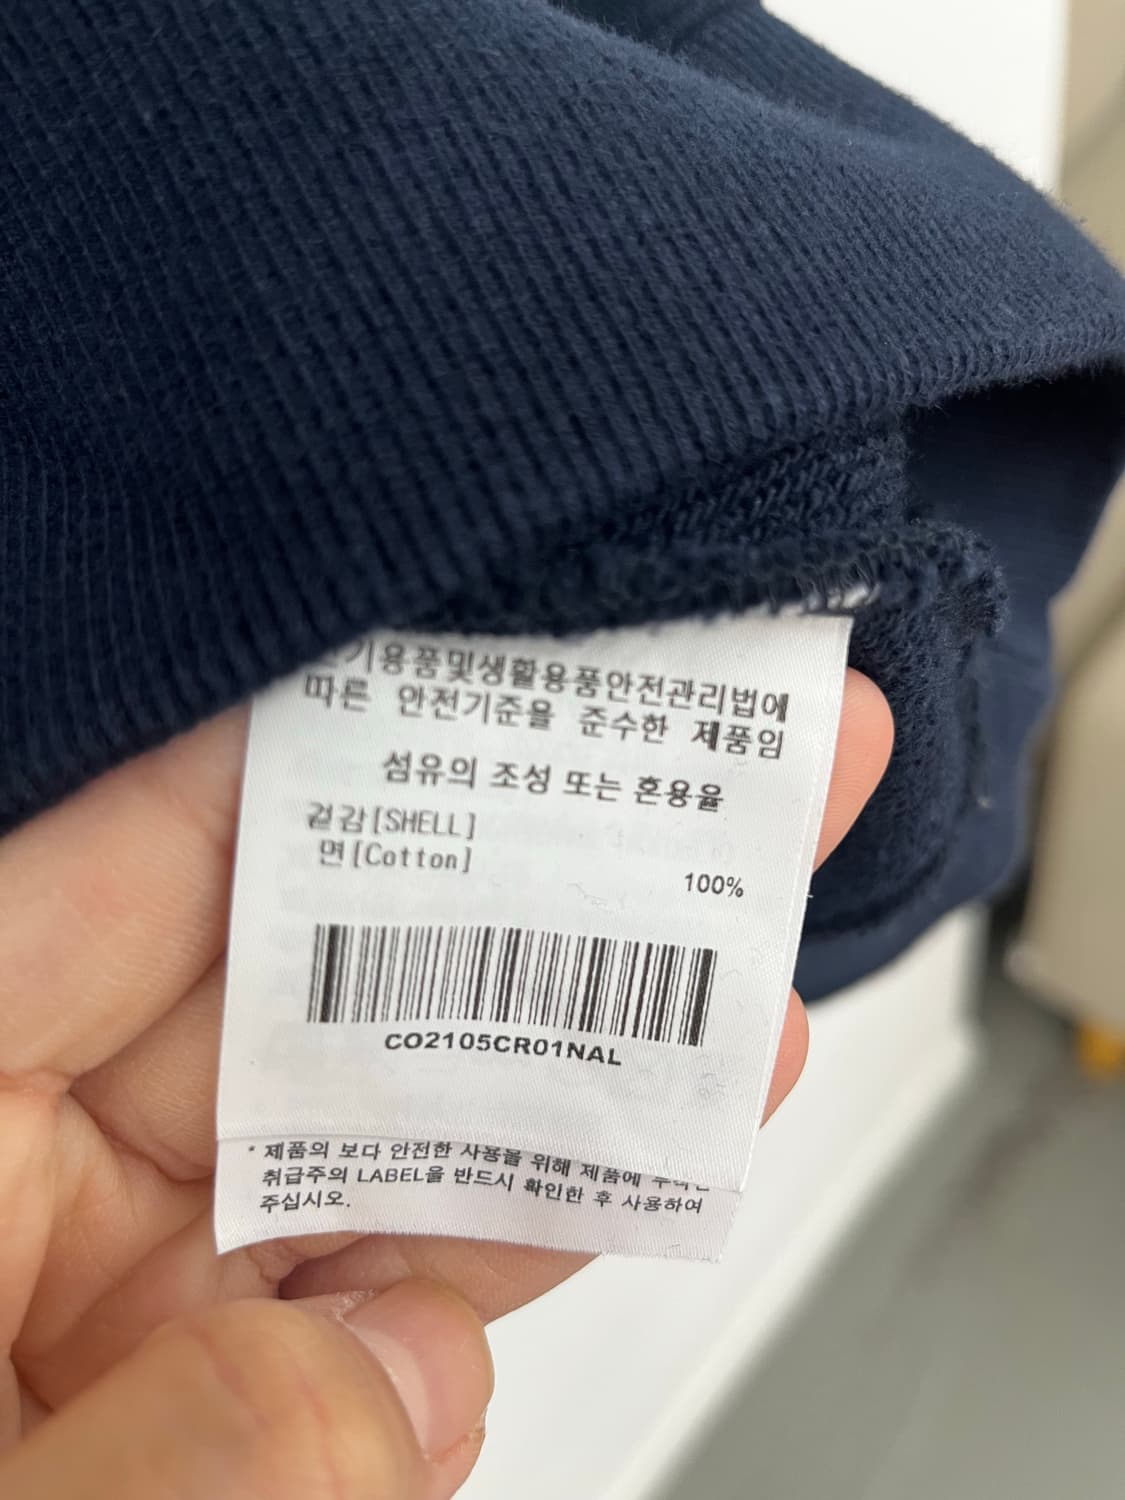 기용품및생활용품안전관리법에
따른 안전기준을 준수한 제품임
섬유의 조성 또는 혼용율
겉감[SHELL]
면[Cotton]
100%
CO2105CR01NAL
* 제품의 보다 안전한 사용을 위해 제품에
취급주의 LABEL을 반드시 확인한 후 사용하여
주십시오.